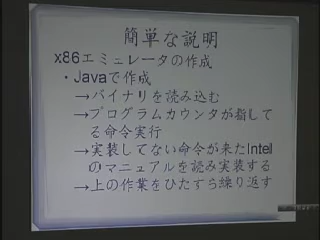 簡単な説明
x86エミュレータの作成
・Javaで作成
→バイナリを読み込む
→プログラムカウンタが指して
る命令実行
→実装してない命令が来たIntel
のマニュアルを読み実装する
→上の作業をひたすら繰り返す